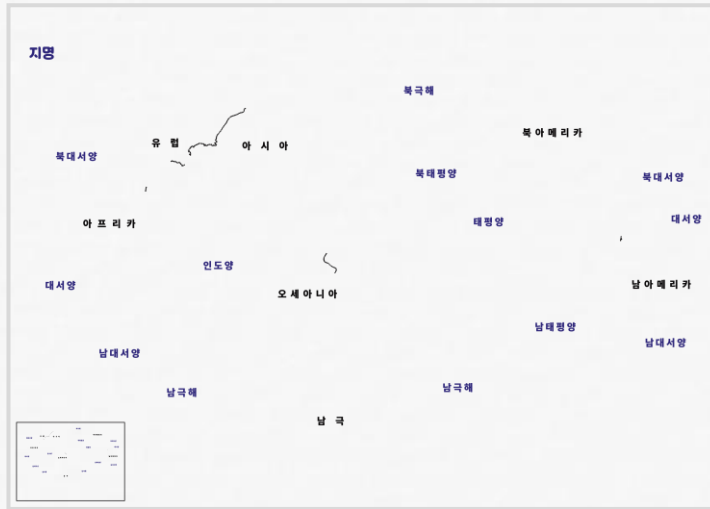 지명
북극해
북아메리카
유 럽
아 시 아
북대서양
북태평양
북대서양
아 프 리 카
태평양
대서양
인도양
대서양
오 세 아 니 아
남아메리카
남태평양
남대서양
남대서양
남극해
남극해
남 극